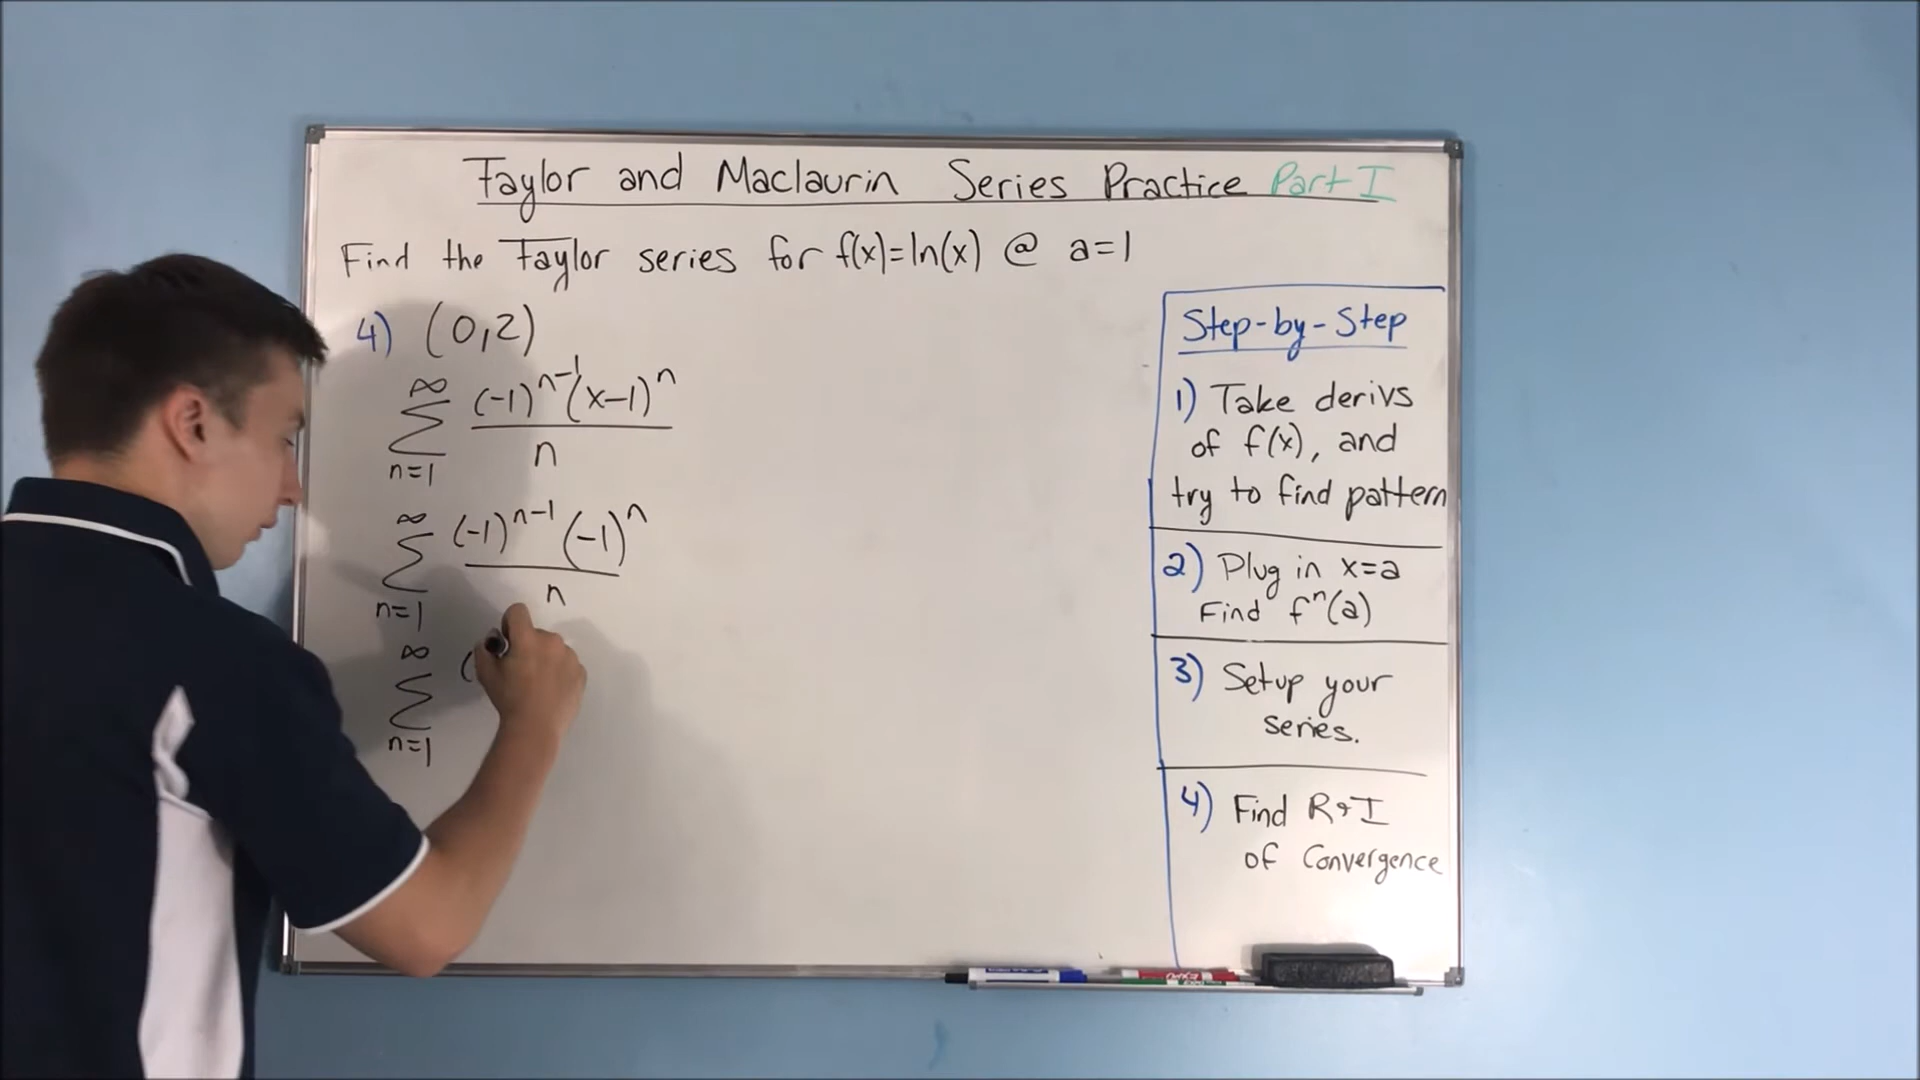 Taylor and Maclaurin Series Practice Part I
Find the Taylor series for f(x)=ln(x) @ a=1
4) (0,2)
∞
Σ (-1)^{n-1}(x-1)^n / n
n=1
∞
Σ (-1)^{n-1} (-1)^n / n
n=1
∞
Σ (
n=1
Step-by-Step
1) Take derivs
of f(x), and
try to find pattern
2) Plug in x=a
Find f^n(a)
3) Setup your
series.
4) Find R&I
of Convergence